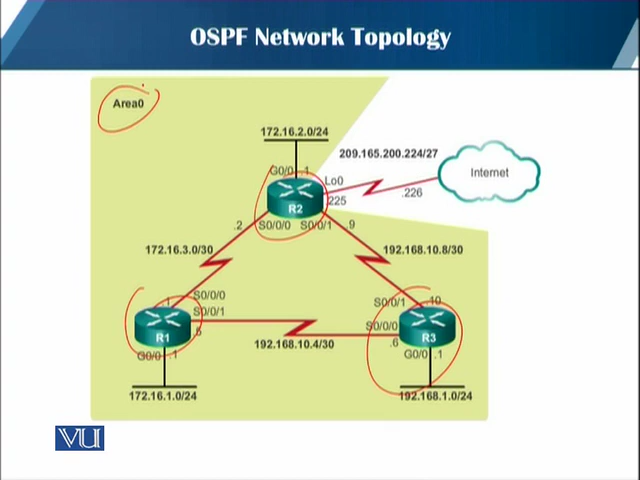 OSPF Network Topology
Area0
172.16.2.0/24
209.165.200.224/27
Internet
G0/0 .1
Lo0
.225
.226
R2
.2
S0/0/0
S0/0/1
.9
172.16.3.0/30
192.168.10.8/30
.1
S0/0/0
S0/0/1
.5
S0/0/1
.10
S0/0/0
.6
R1
R3
192.168.10.4/30
G0/0 .1
G0/0 .1
172.16.1.0/24
192.168.1.0/24
VU